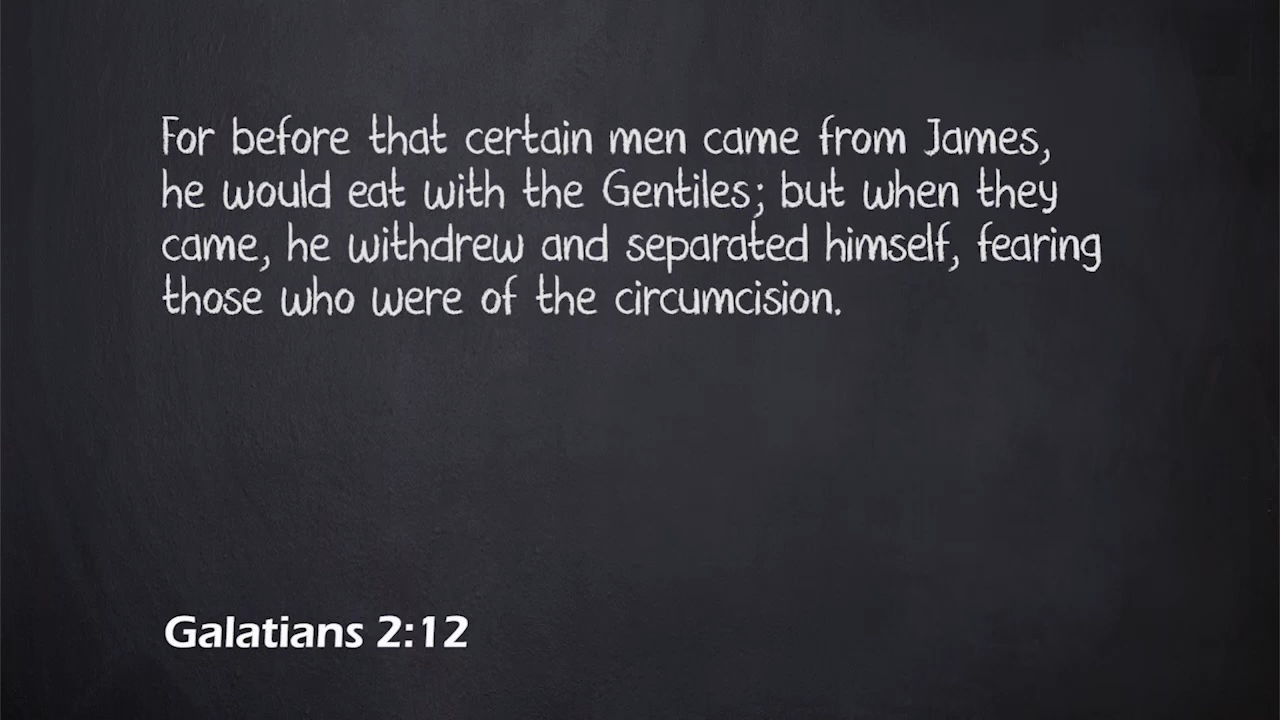 For before that certain men came from James,
he would eat with the Gentiles; but when they
came, he withdrew and separated himself, fearing
those who were of the circumcision.
Galatians 2:12